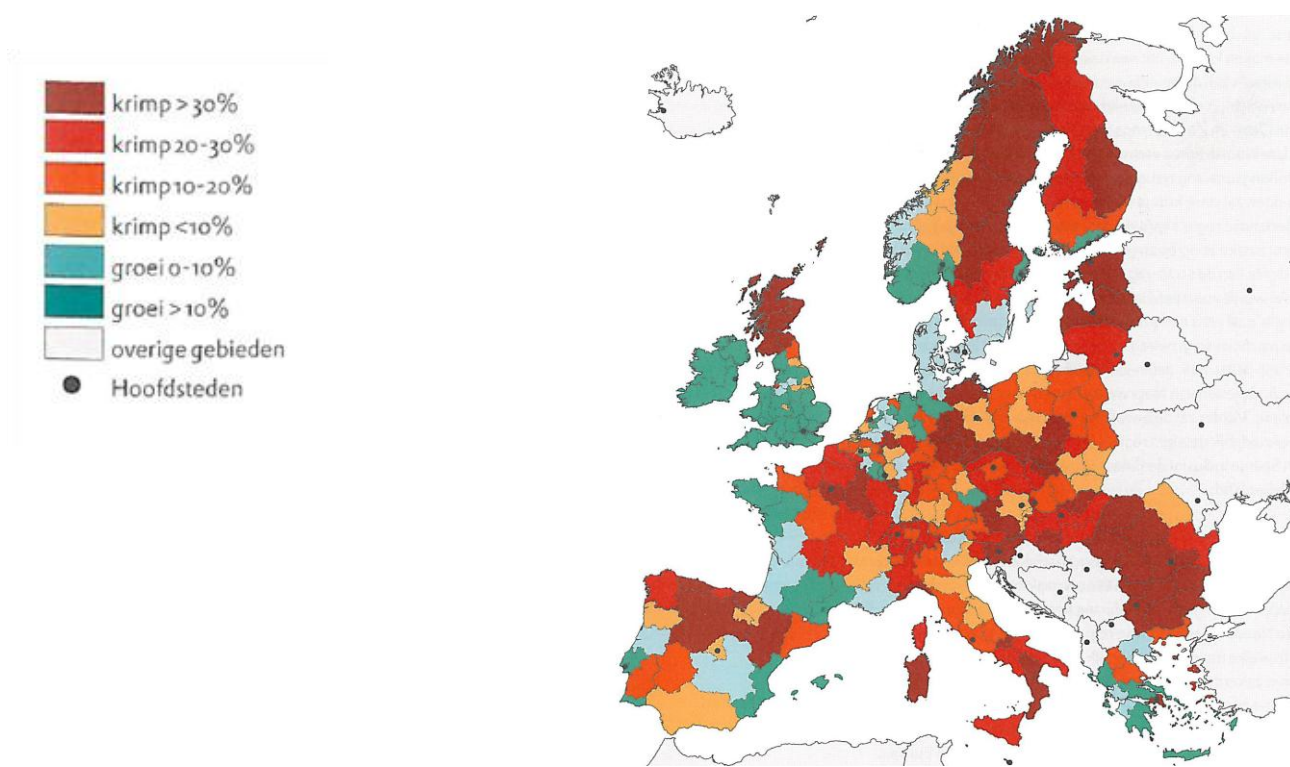 krimp > 30%
krimp 20-30%
krimp 10-20%
krimp <10%
groei 0-10%
groei >10%
overige gebieden
Hoofdsteden